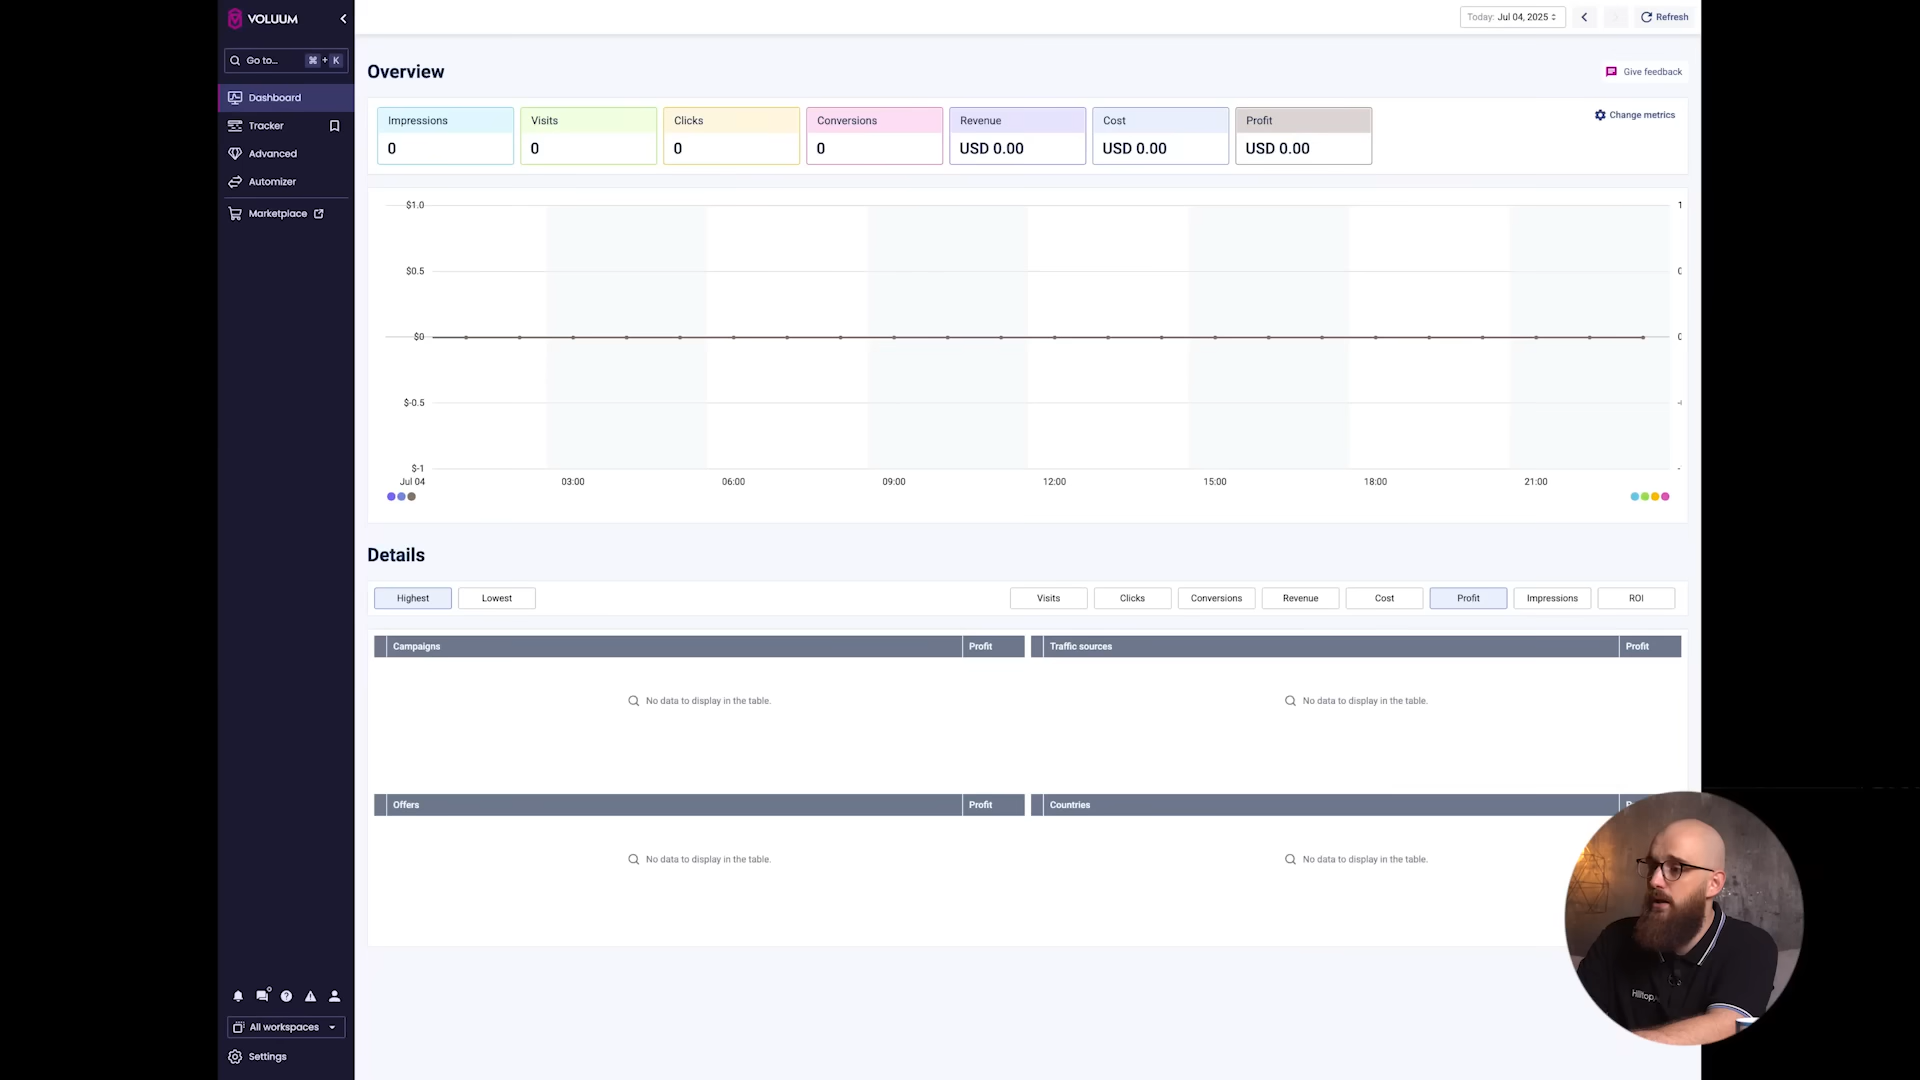 VOLUUM
Today: Jul 04, 2025
Refresh
Go to...
⌘ + K
Dashboard
Tracker
Advanced
Automizer
Marketplace
Overview
Give feedback
Impressions
0
Visits
0
Clicks
0
Conversions
0
Revenue
USD 0.00
Cost
USD 0.00
Profit
USD 0.00
Change metrics
$1.0
$0.5
$0
$-0.5
$-1
1
Jul 04
03:00
06:00
09:00
12:00
15:00
18:00
21:00
Details
Highest
Lowest
Visits
Clicks
Conversions
Revenue
Cost
Profit
Impressions
ROI
Campaigns
Profit
No data to display in the table.
Traffic sources
Profit
No data to display in the table.
Offers
Profit
No data to display in the table.
Countries
No data to display in the table.
All workspaces
Settings